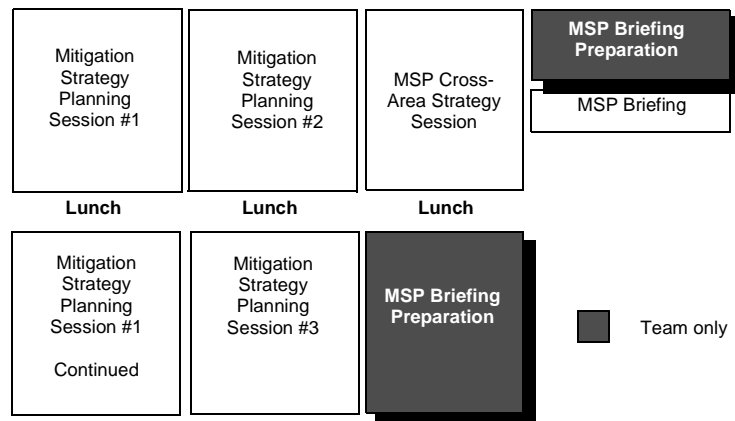 Mitigation
Strategy
Planning
Session #1
Mitigation
Strategy
Planning
Session #2
MSP Cross-
Area Strategy
Session
MSP Briefing
Preparation
MSP Briefing
Lunch
Lunch
Lunch
Mitigation
Strategy
Planning
Session #1
Continued
Mitigation
Strategy
Planning
Session #3
MSP Briefing
Preparation
Team only